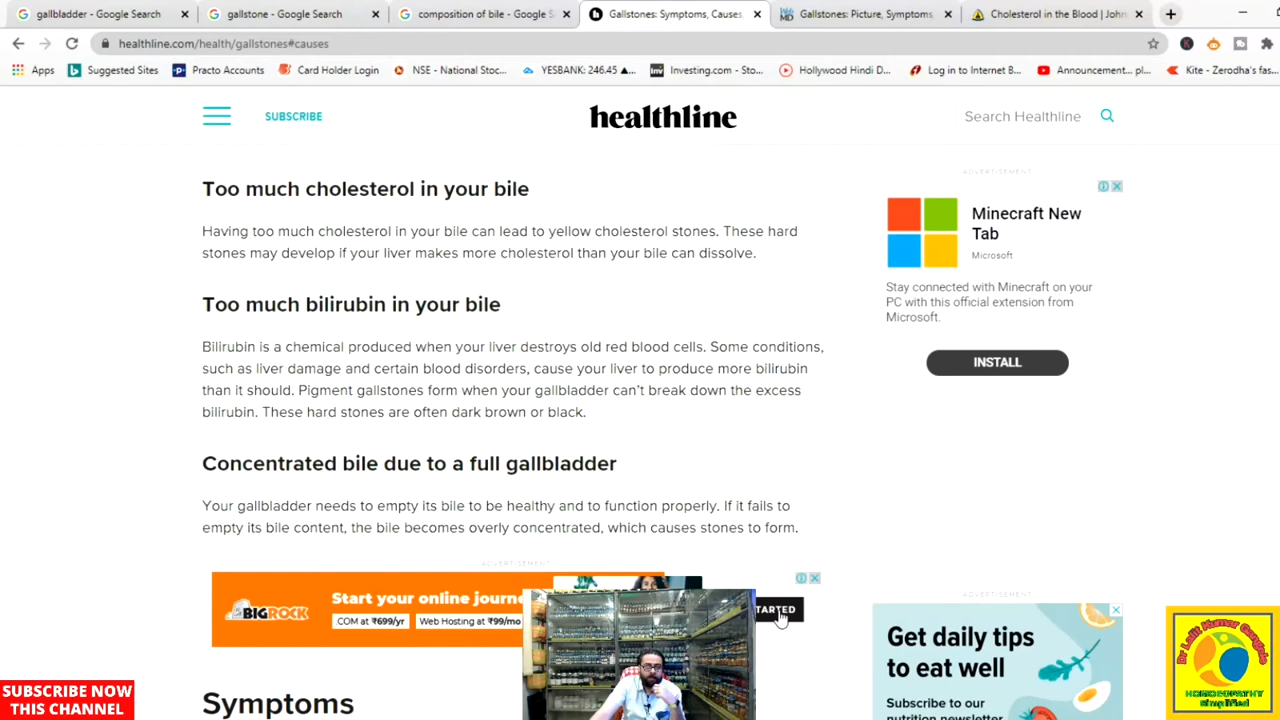 gallbladder - Google Search
gallstone - Google Search
composition of bile - Google S
Gallstones: Symptoms, Causes,
Gallstones: Picture, Symptoms
Cholesterol in the Blood | John
healthline.com/health/gallstones#causes
Apps
Suggested Sites
Practo Accounts
Card Holder Login
NSE - National Stoc...
YESBANK: 246.45 ▲...
Investing.com - Sto...
Hollywood Hindi D...
Log in to Internet B...
Announcement... pl...
Kite - Zerodha's fas...
SUBSCRIBE
healthline
Search Healthline
Too much cholesterol in your bile
Having too much cholesterol in your bile can lead to yellow cholesterol stones. These hard
stones may develop if your liver makes more cholesterol than your bile can dissolve.
Too much bilirubin in your bile
Bilirubin is a chemical produced when your liver destroys old red blood cells. Some conditions,
such as liver damage and certain blood disorders, cause your liver to produce more bilirubin
than it should. Pigment gallstones form when your gallbladder can't break down the excess
bilirubin. These hard stones are often dark brown or black.
Concentrated bile due to a full gallbladder
Your gallbladder needs to empty its bile to be healthy and to function properly. If it fails to
empty its bile content, the bile becomes overly concentrated, which causes stones to form.
ADVERTISEMENT
BIGROCK
Start your online journe
COM at ₹699/yr
Web Hosting at ₹99/mo
TARTED
Symptoms
ADVERTISEMENT
Minecraft New
Tab
Microsoft
Stay connected with Minecraft on your
PC with this official extension from
Microsoft.
INSTALL
ADVERTISEMENT
Get daily tips
to eat well
Subscribe to our
nutrition newsletter
SUBSCRIBE NOW
THIS CHANNEL
HOMOEOPATHY
Simplified